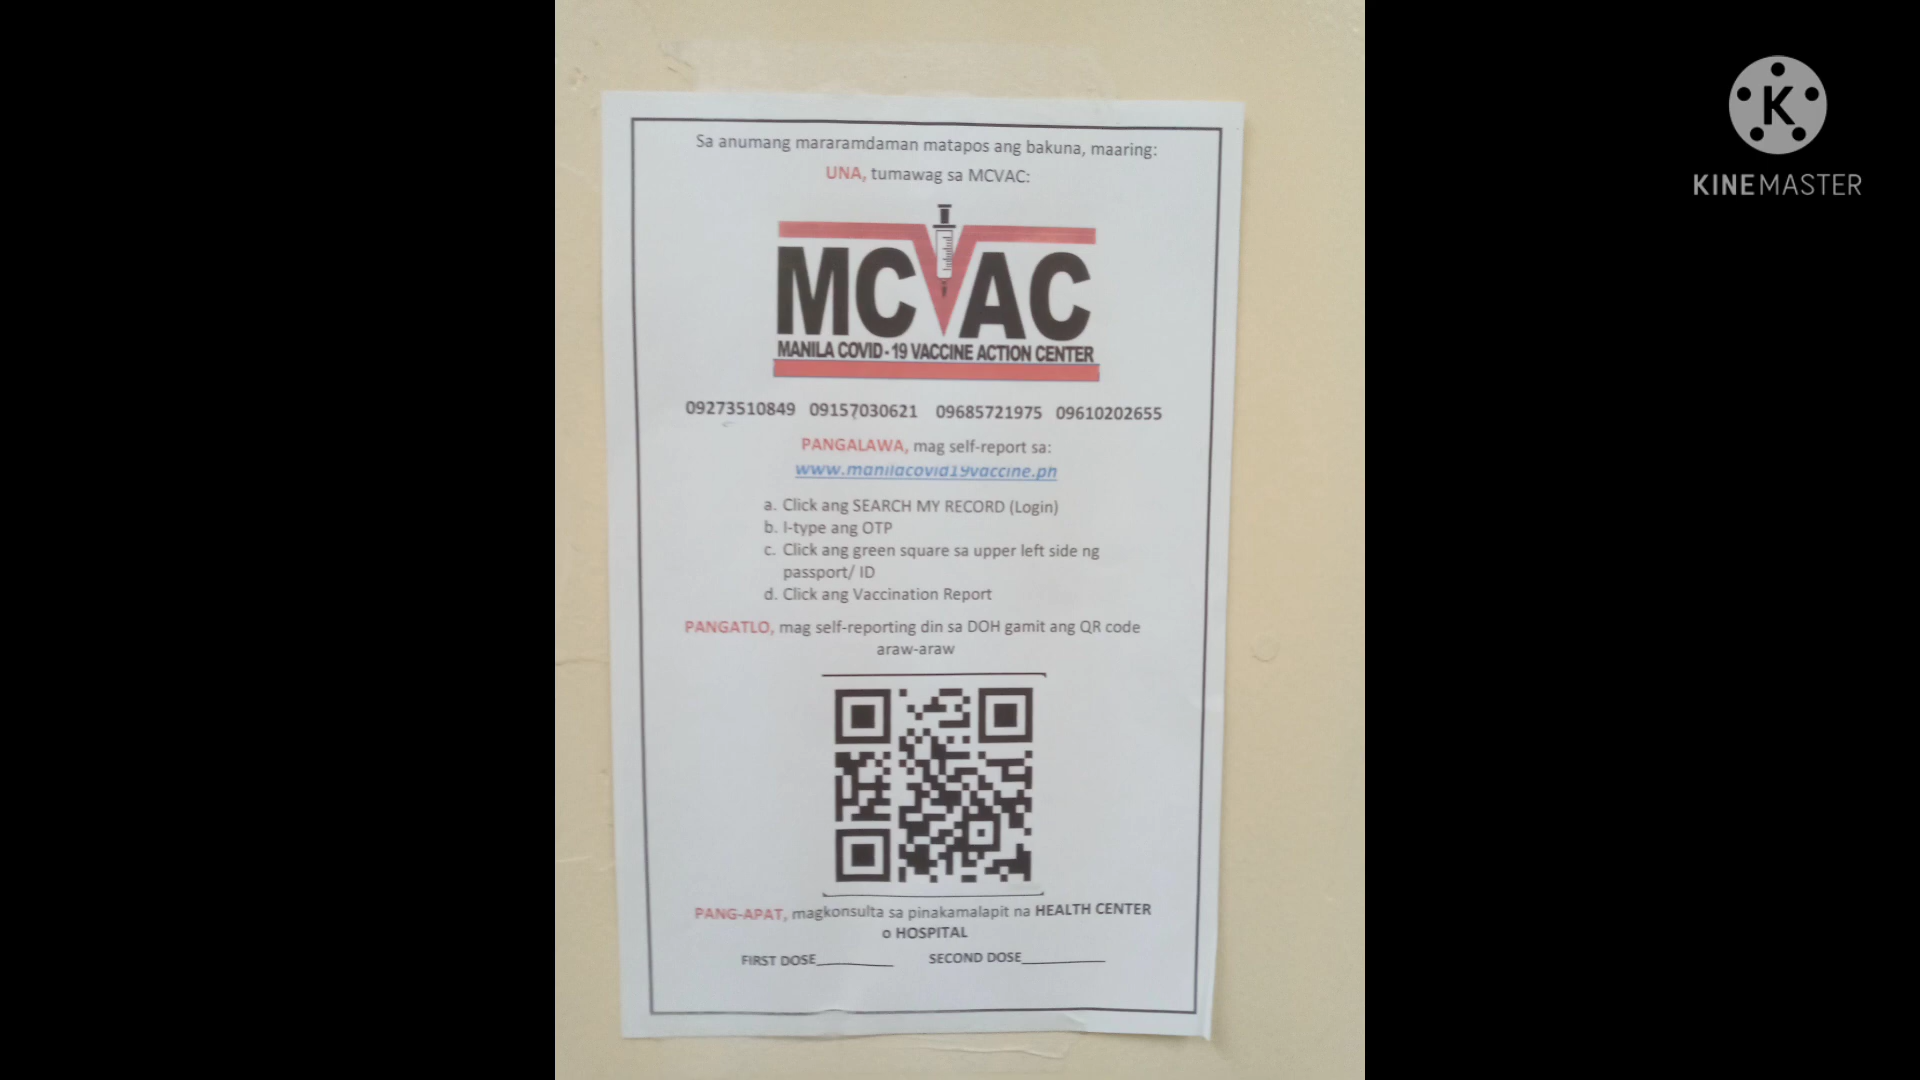 Sa anumang mararamdaman matapos ang bakuna, maaring:
UNA, tumawag sa MCVAC:
MCVAC
MANILA COVID-19 VACCINE ACTION CENTER
09273510849 09157030621 09685721975 09610202655
PANGALAWA, mag self-report sa:
www.manilacovid19vaccine.ph
a. Click ang SEARCH MY RECORD (Login)
b. I-type ang OTP
c. Click ang green square sa upper left side ng
passport/ ID
d. Click ang Vaccination Report
PANGATLO, mag self-reporting din sa DOH gamit ang QR code
araw-araw
PANG-APAT, magkonsulta sa pinakamalapit na HEALTH CENTER
o HOSPITAL
FIRST DOSE__________ SECOND DOSE___________
K
KINEMASTER